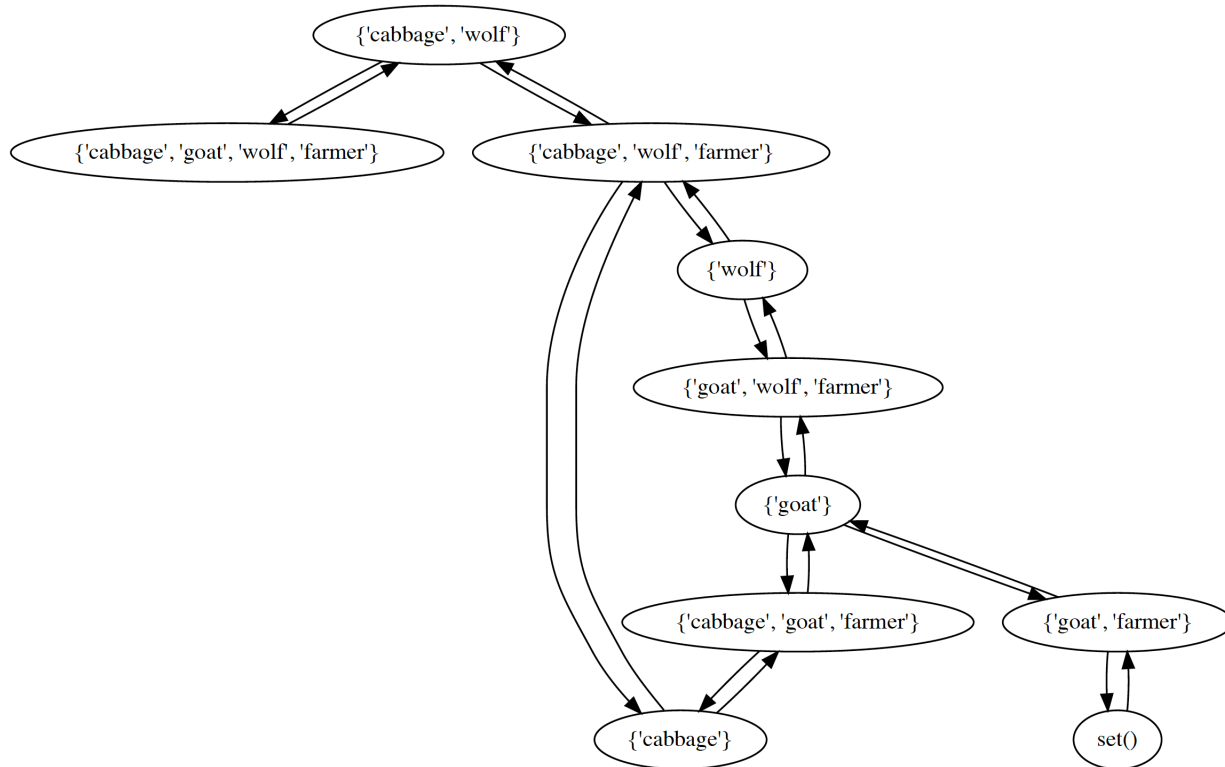 {'cabbage', 'wolf'}
{'cabbage', 'goat', 'wolf', 'farmer'}
{'cabbage', 'wolf', 'farmer'}
{'wolf'}
{'goat', 'wolf', 'farmer'}
{'goat'}
{'cabbage', 'goat', 'farmer'}
{'goat', 'farmer'}
{'cabbage'}
set()